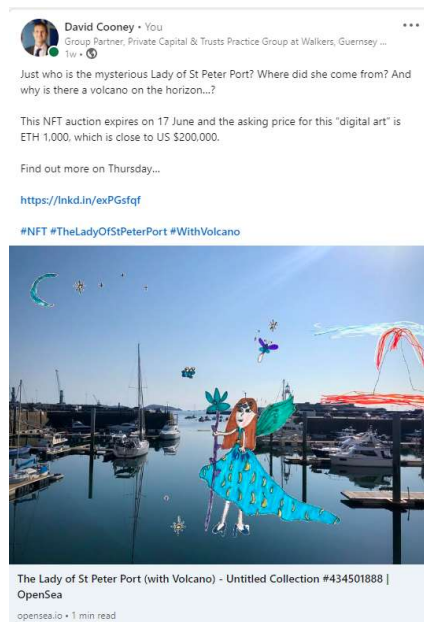 David Cooney • You
Group Partner, Private Capital & Trusts Practice Group at Walkers, Guernsey ...
1w •
Just who is the mysterious Lady of St Peter Port? Where did she come from? And
why is there a volcano on the horizon...?
This NFT auction expires on 17 June and the asking price for this "digital art" is
ETH 1,000, which is close to US $200,000.
Find out more on Thursday...
https://lnkd.in/exPGsfqf
#NFT #TheLadyOfStPeterPort #WithVolcano
The Lady of St Peter Port (with Volcano) - Untitled Collection #434501888 |
OpenSea
opensea.io • 1 min read